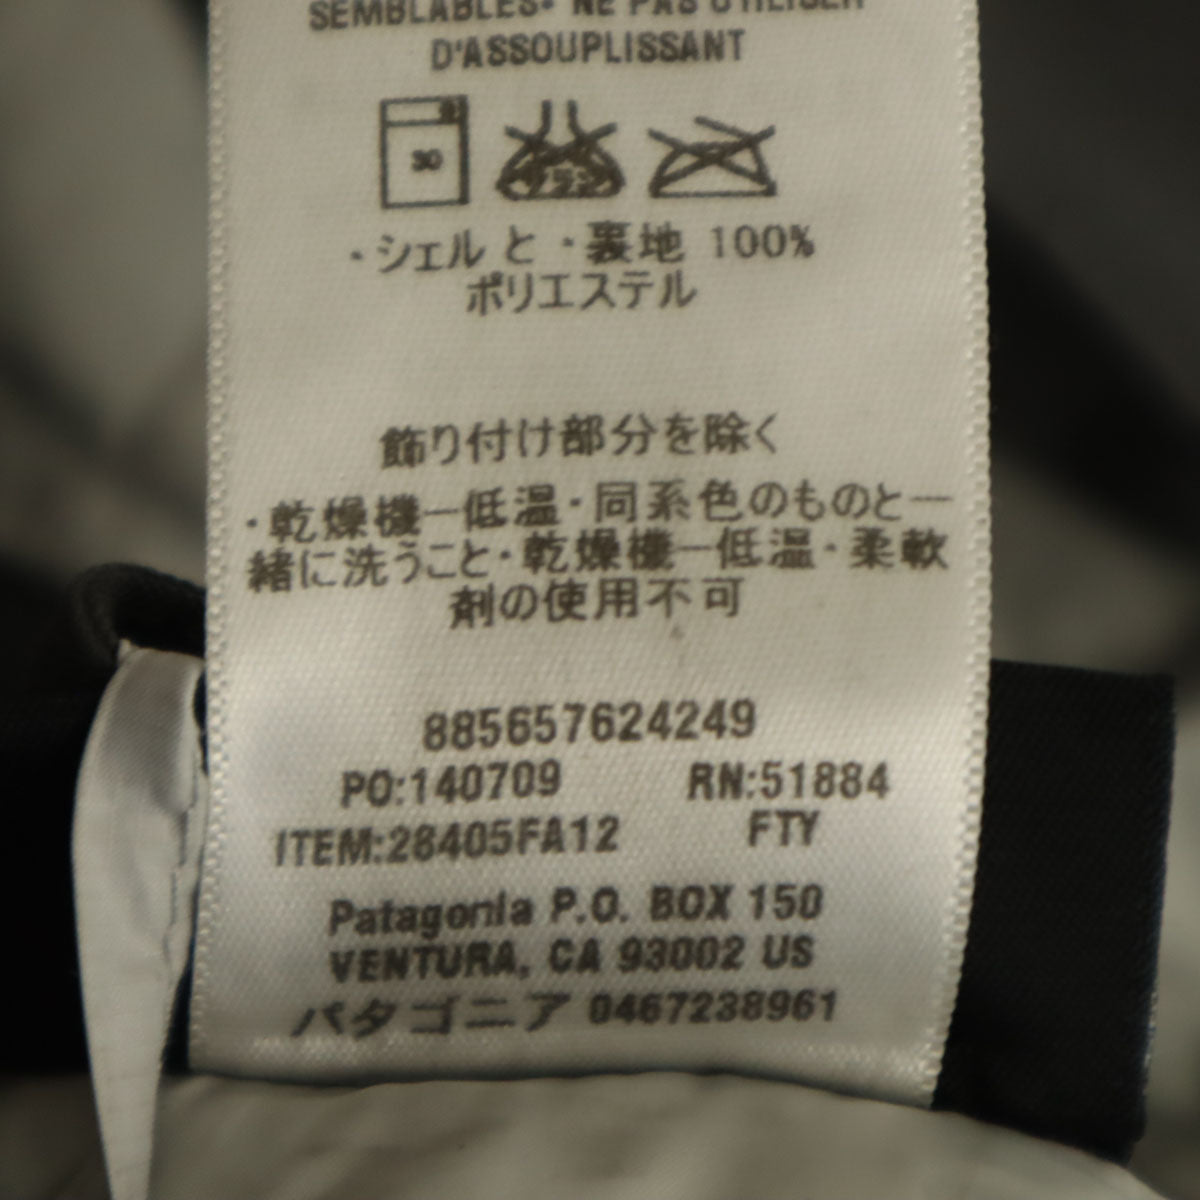 SEMBLABLES• NE PAS UTILISER
D'ASSOUPLISSANT
30
・シェル と ・裏地 100%
ポリエステル
飾り付け部分を除く
・乾燥機ー低温・同系色のものと一
緒に洗うこと・乾燥機ー低温・柔軟
剤の使用不可
885657624249
PO:140709 RN:51884
ITEM:28405FA12 FTY
Patagonia P.O. BOX 150
VENTURA, CA 93002 US
パタゴニア 0467238961